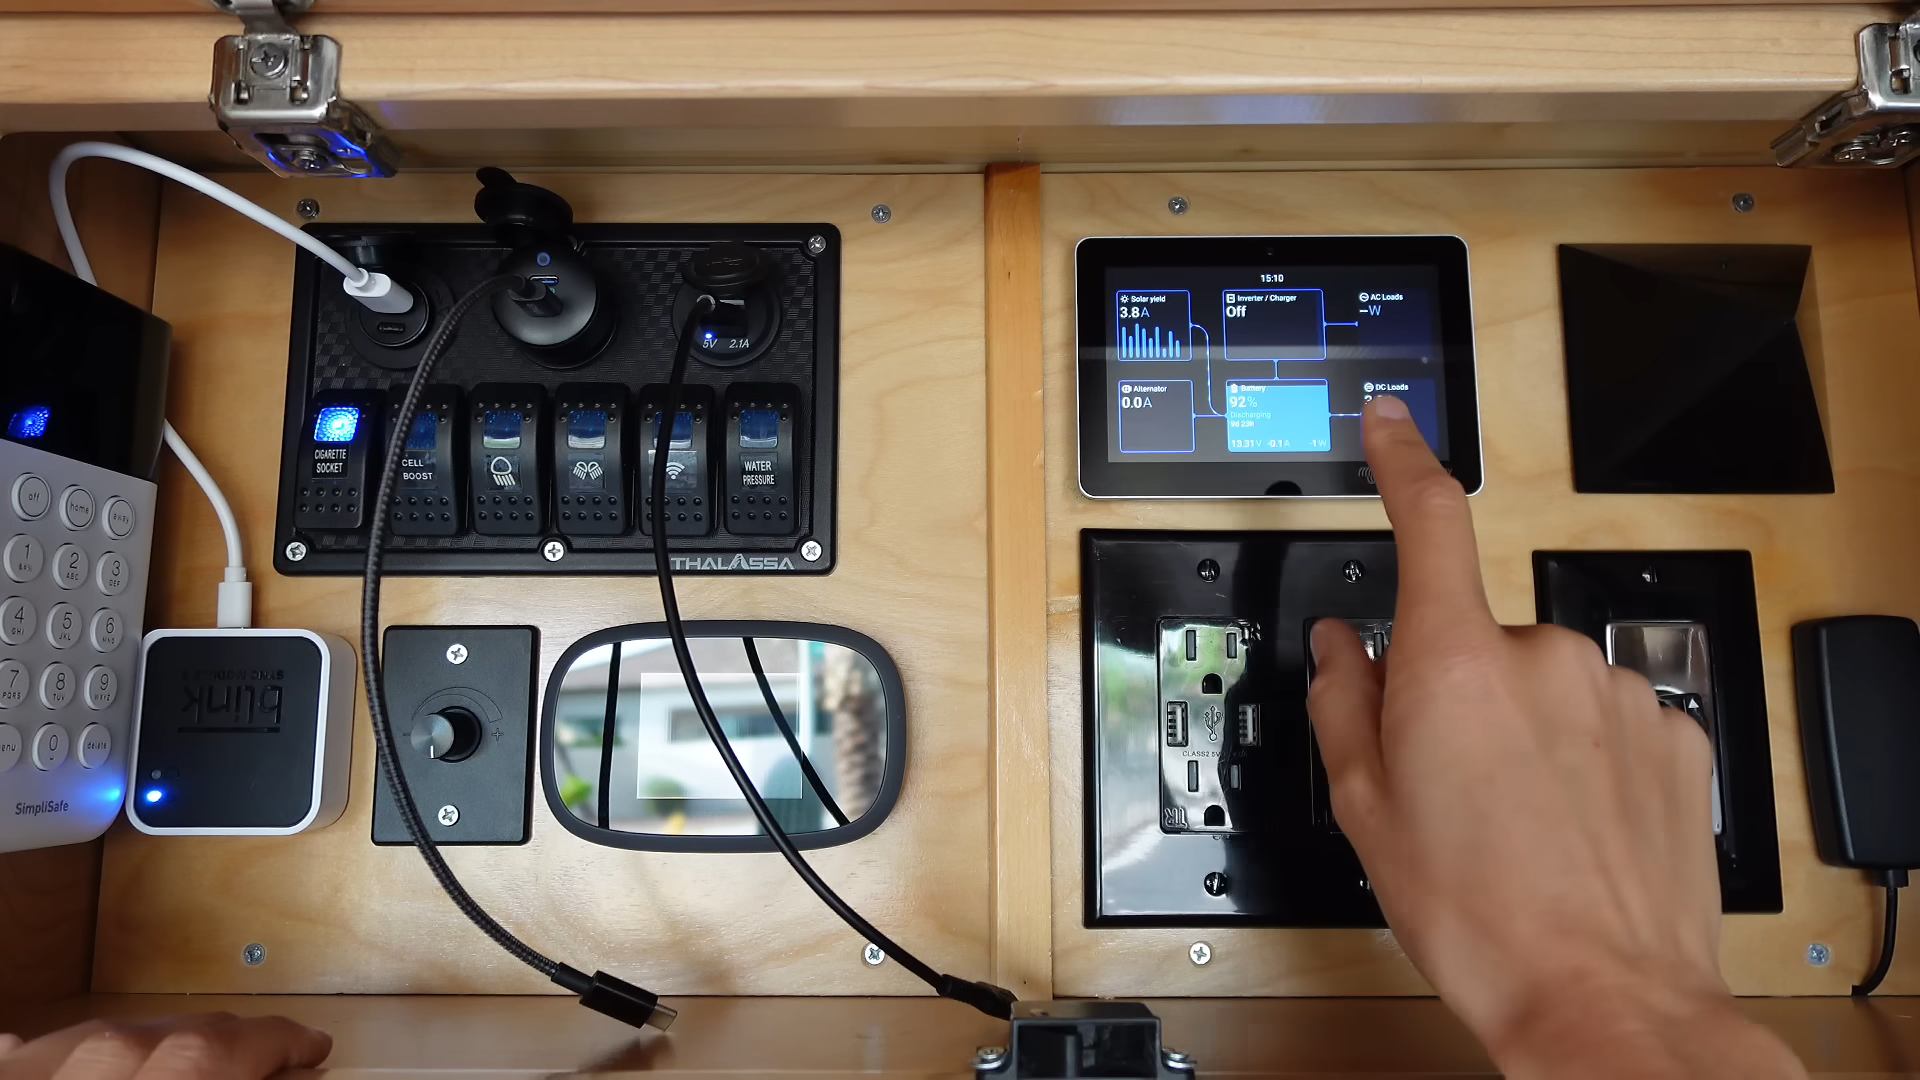 5V 2.1A
CIGARETTE
SOCKET
CELL
BOOST
WATER
PRESSURE
THALASSA
off
home
away
1
2
ABC
3
DEF
4
GHI
5
JKL
6
MNO
7
PQRS
8
TUV
9
WXYZ
menu
0
delete
SimpliSafe
blink
SYNC MODULE
- +
15:10
Solar yield
3.8A
Inverter / Charger
Off
AC Loads
–W
Alternator
0.0A
Battery
92%
Discharging
9d 23h
13.31V -0.1A -1W
DC Loads
CLASS2 5V
TR